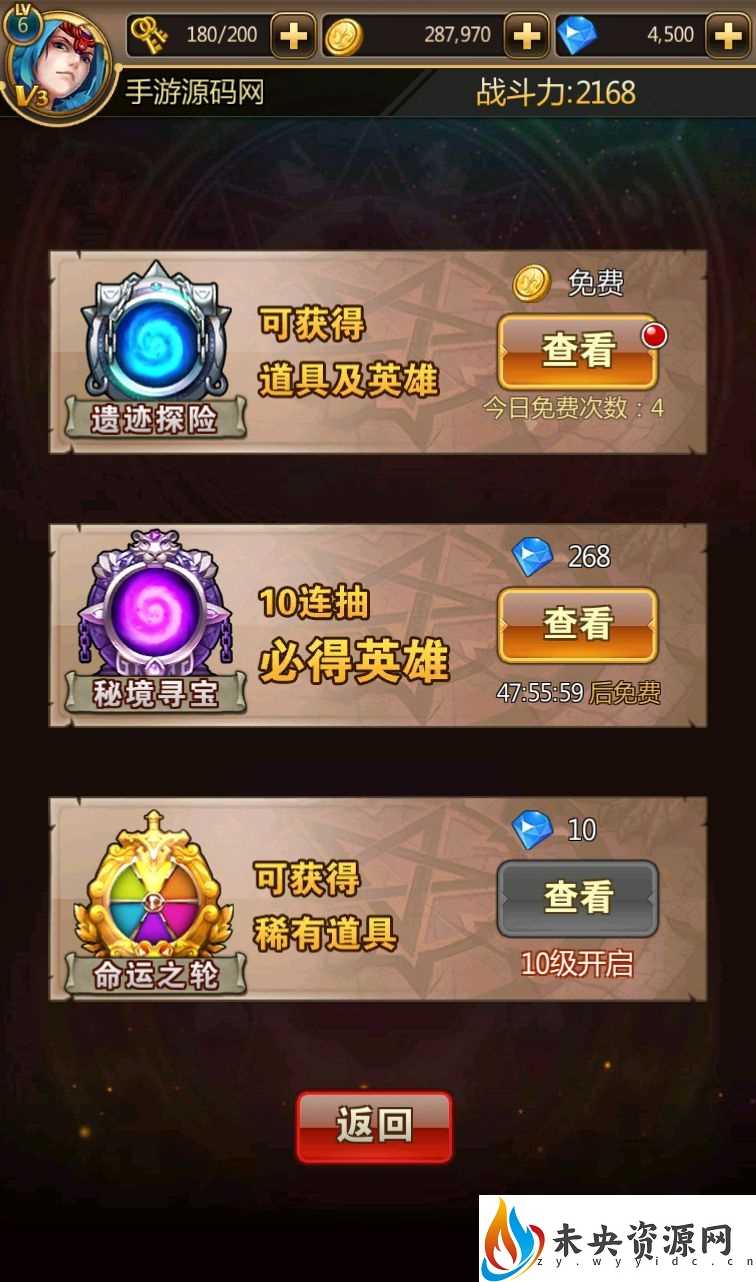 LV
6
180/200
287,970
4,500
V3
手游源码网
战斗力:2168
免费
可获得
道具及英雄
查看
遗迹探险
今日免费次数：4
268
10连抽
必得英雄
查看
秘境寻宝
47:55:59 后免费
10
可获得
稀有道具
查看
命运之轮
10级开启
返回
未央资源网
zy.wyyidc.cn